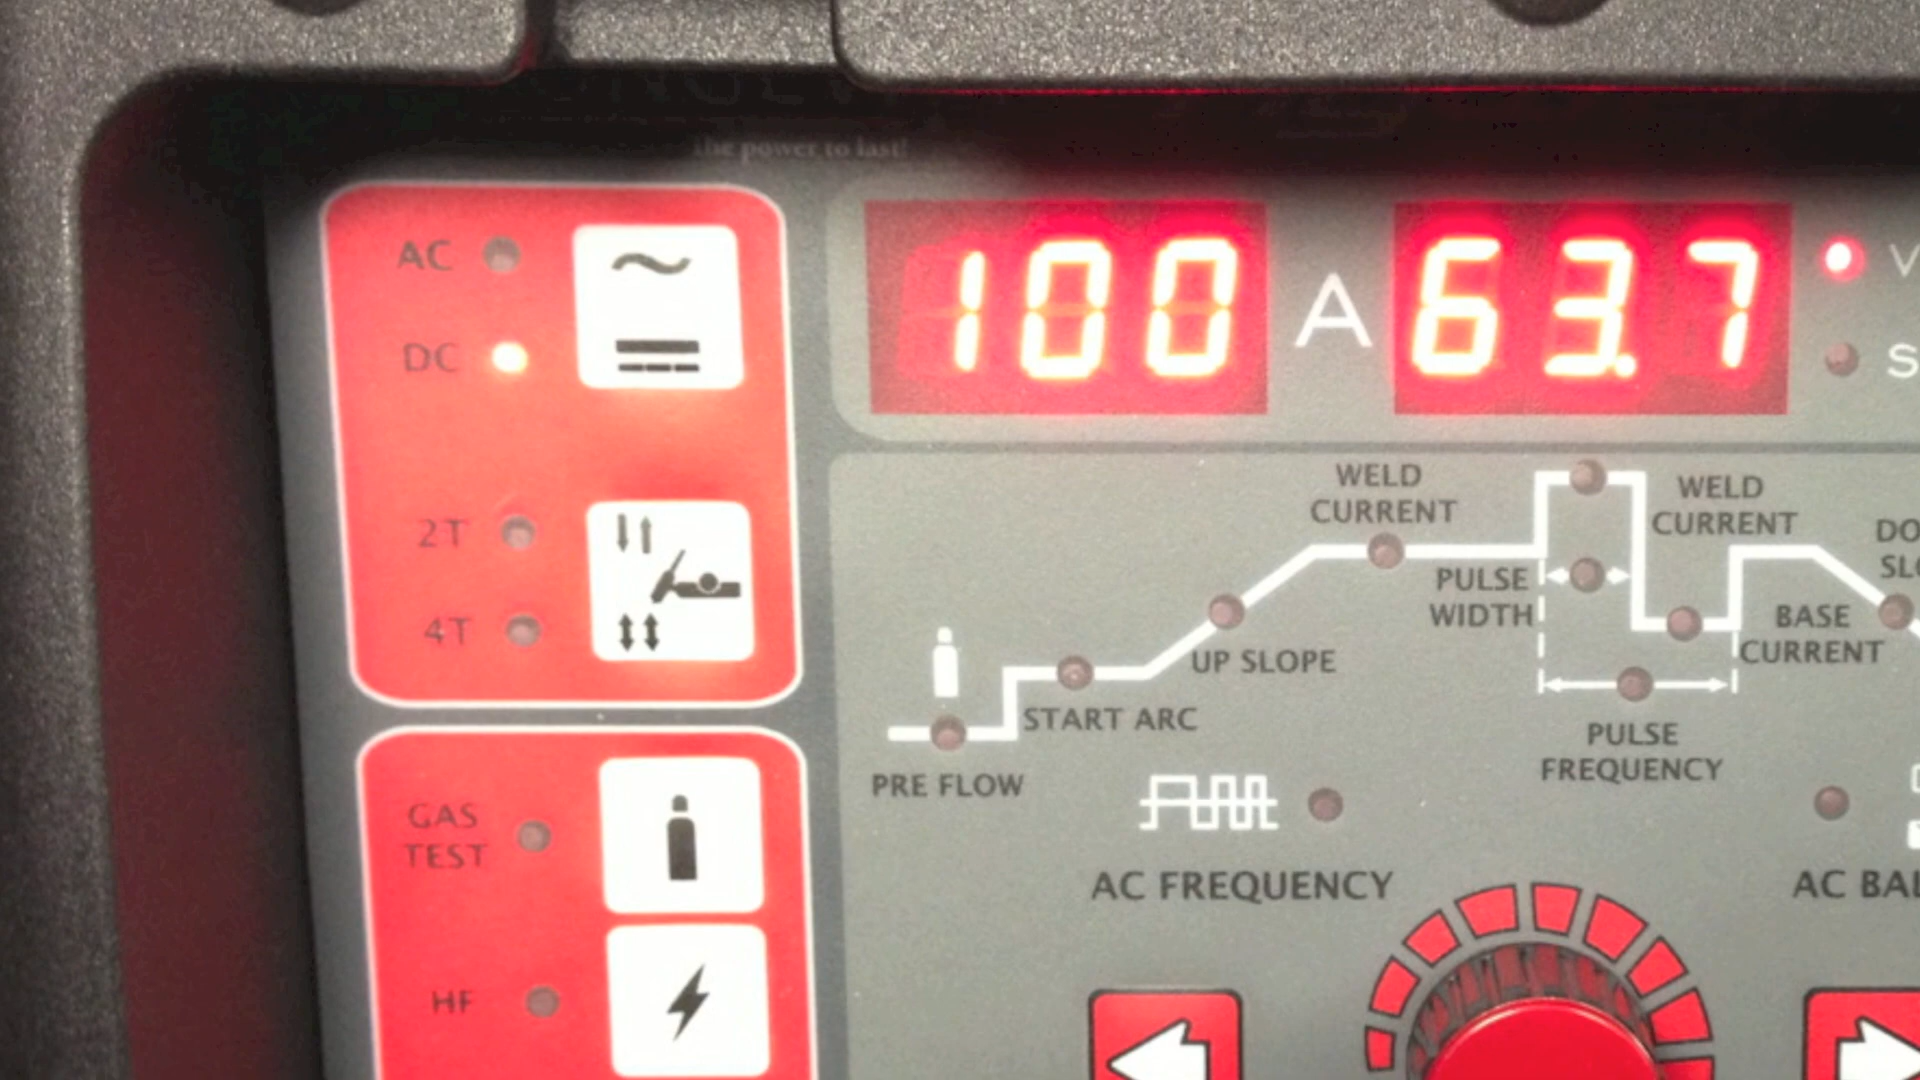 the power to last!
AC
DC
2T
4T
GAS
TEST
HF
100 A 63.7
V
S
WELD
CURRENT
WELD
CURRENT
PULSE
WIDTH
BASE
CURRENT
UP SLOPE
START ARC
PRE FLOW
PULSE
FREQUENCY
AC FREQUENCY